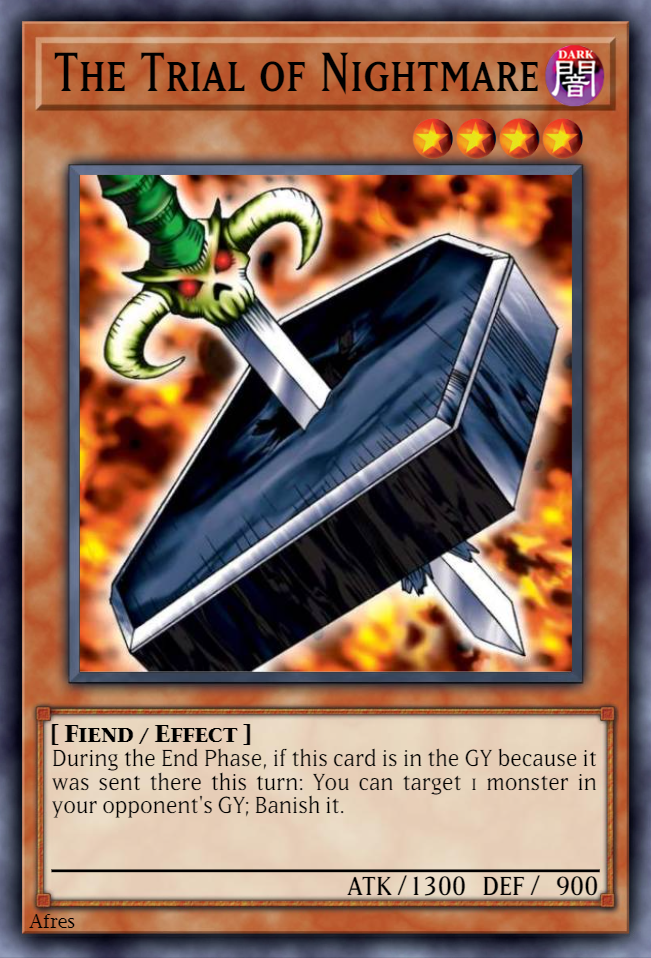 The Trial of Nightmare
DARK
闇
[ Fiend / Effect ]
During the End Phase, if this card is in the GY because it
was sent there this turn: You can target 1 monster in
your opponent's GY; Banish it.
ATK / 1300 DEF / 900
Afres